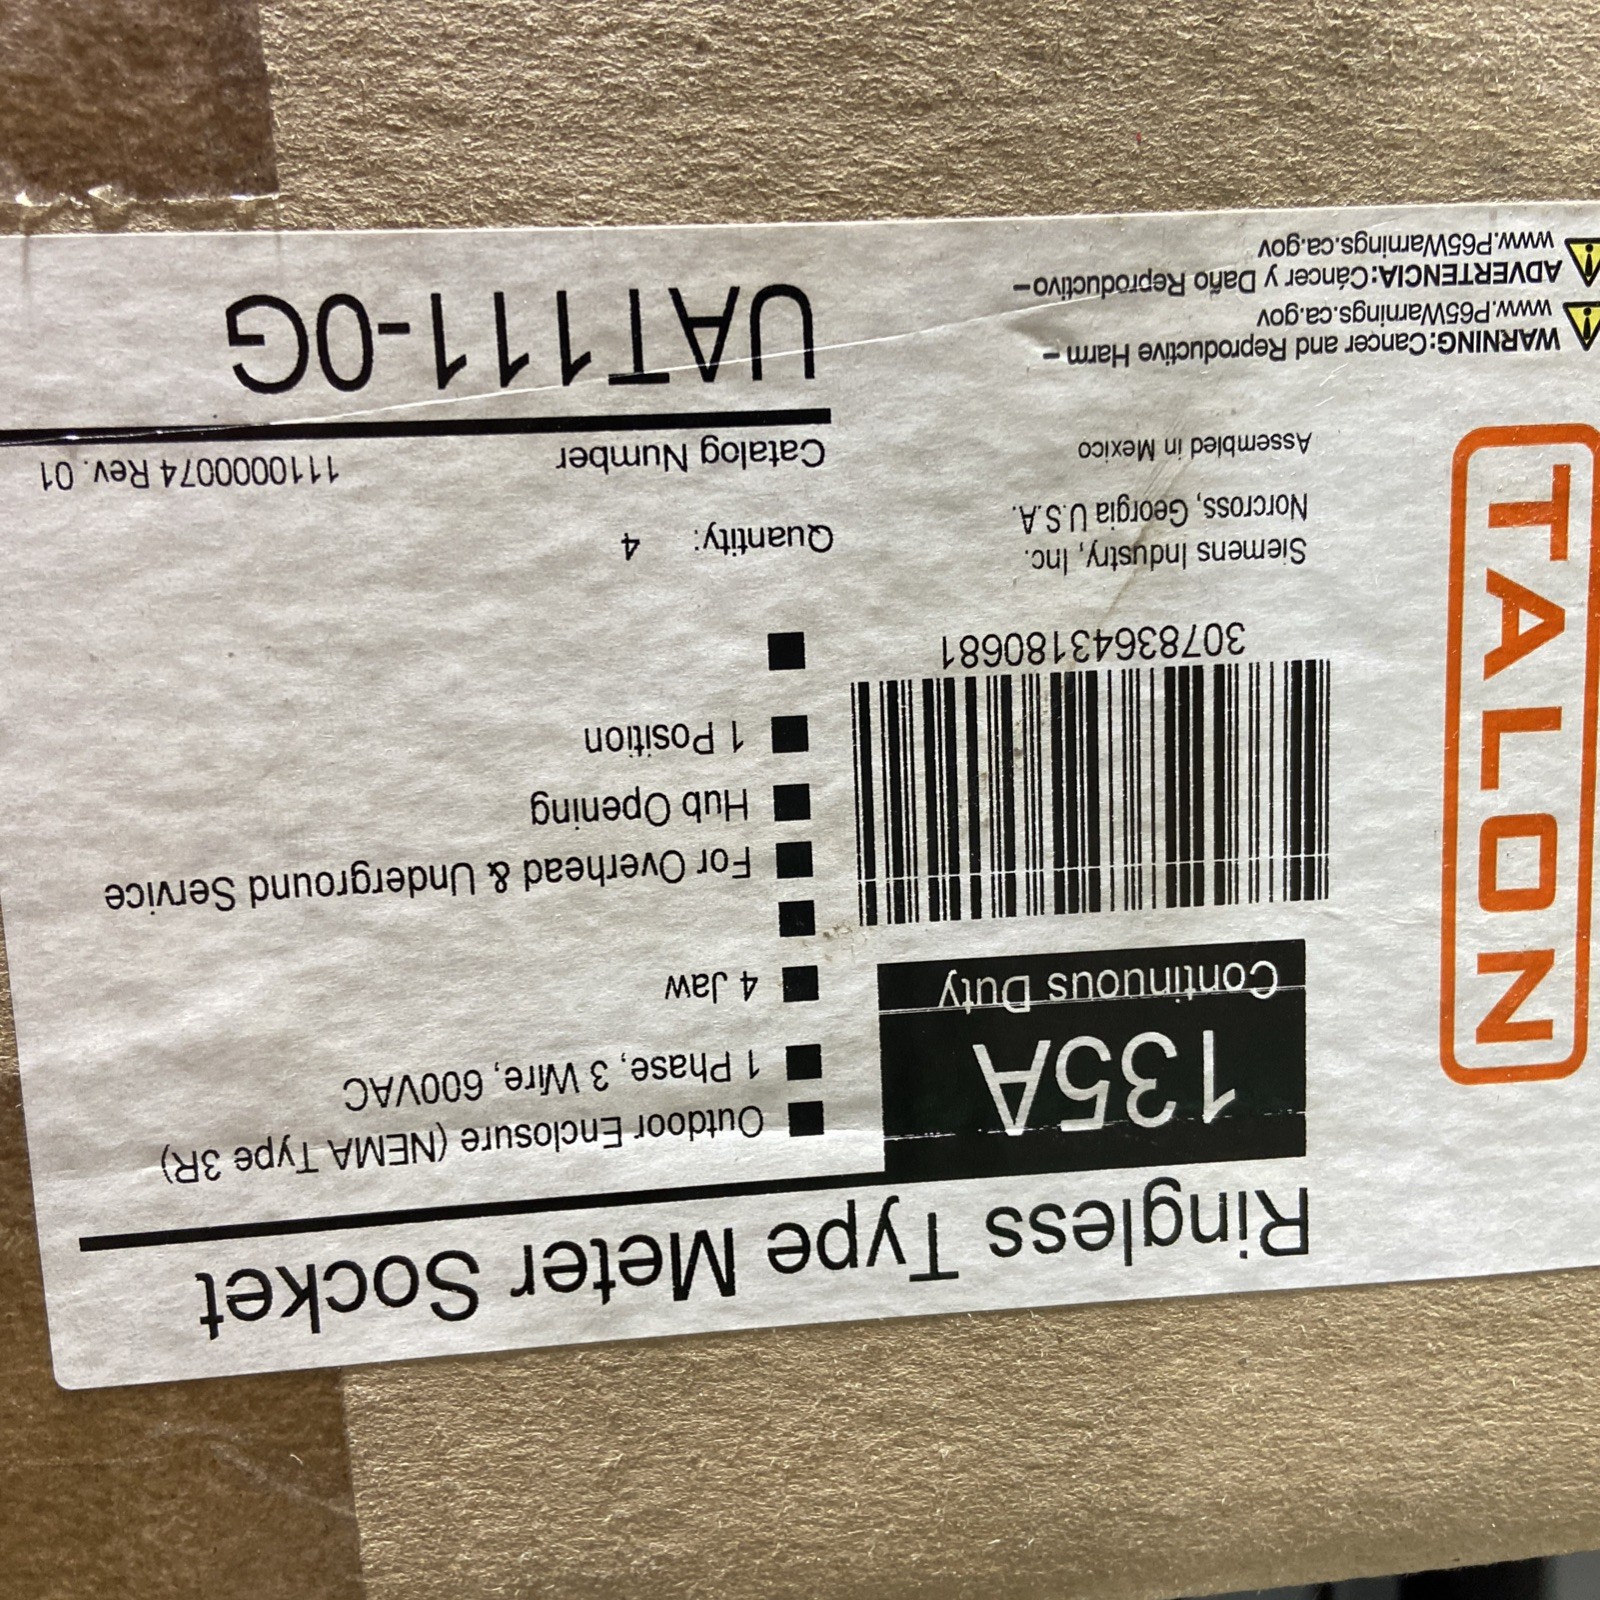 TALON
Ringless Type Meter Socket
135A
Continuous Duty
■ Outdoor Enclosure (NEMA Type 3R)
■ 1 Phase, 3 Wire, 600VAC
■ 4 Jaw
■
■ For Overhead & Underground Service
■ Hub Opening
■ 1 Position
■
30783643180681
Siemens Industry, Inc.
Norcross, Georgia U.S.A.
Assembled in Mexico
Quantity: 4
Catalog Number 111000074 Rev. 01
UAT111-0G
WARNING:Cancer and Reproductive Harm –
www.P65Warnings.ca.gov
ADVERTENCIA:Cáncer y Daño Reproductivo–
www.P65Warnings.ca.gov